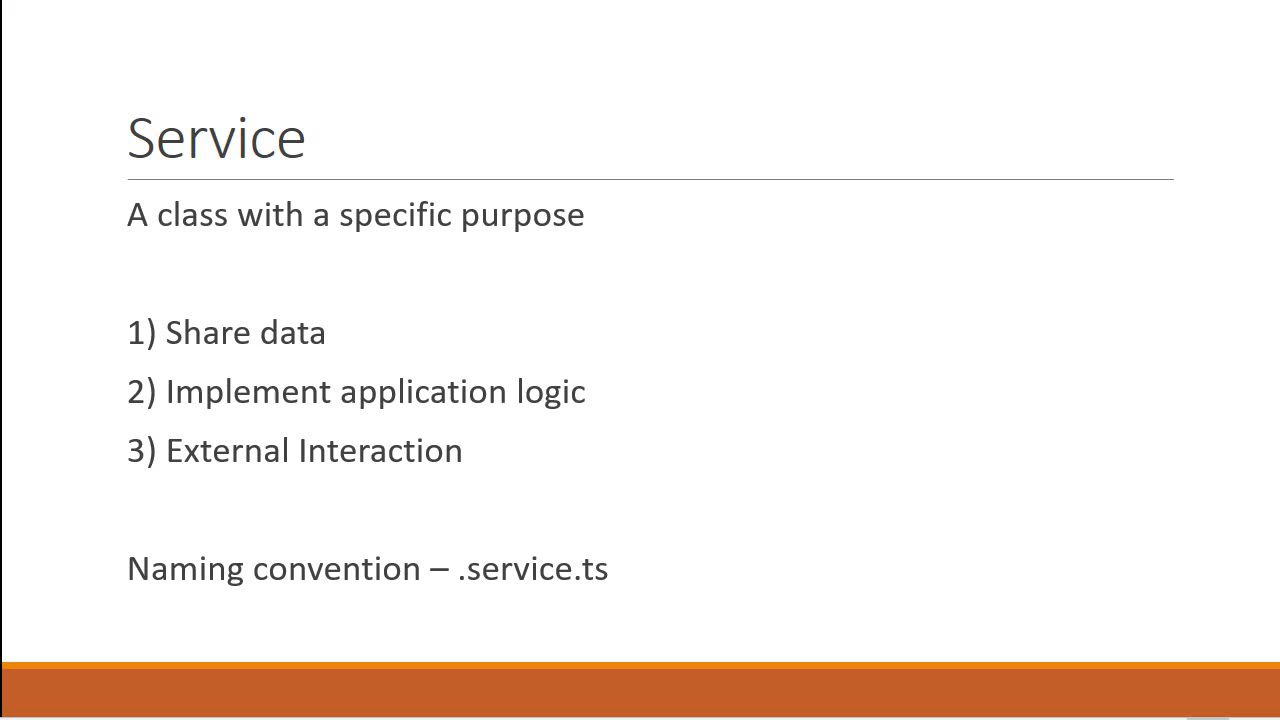 Service
A class with a specific purpose
1) Share data
2) Implement application logic
3) External Interaction
Naming convention – .service.ts